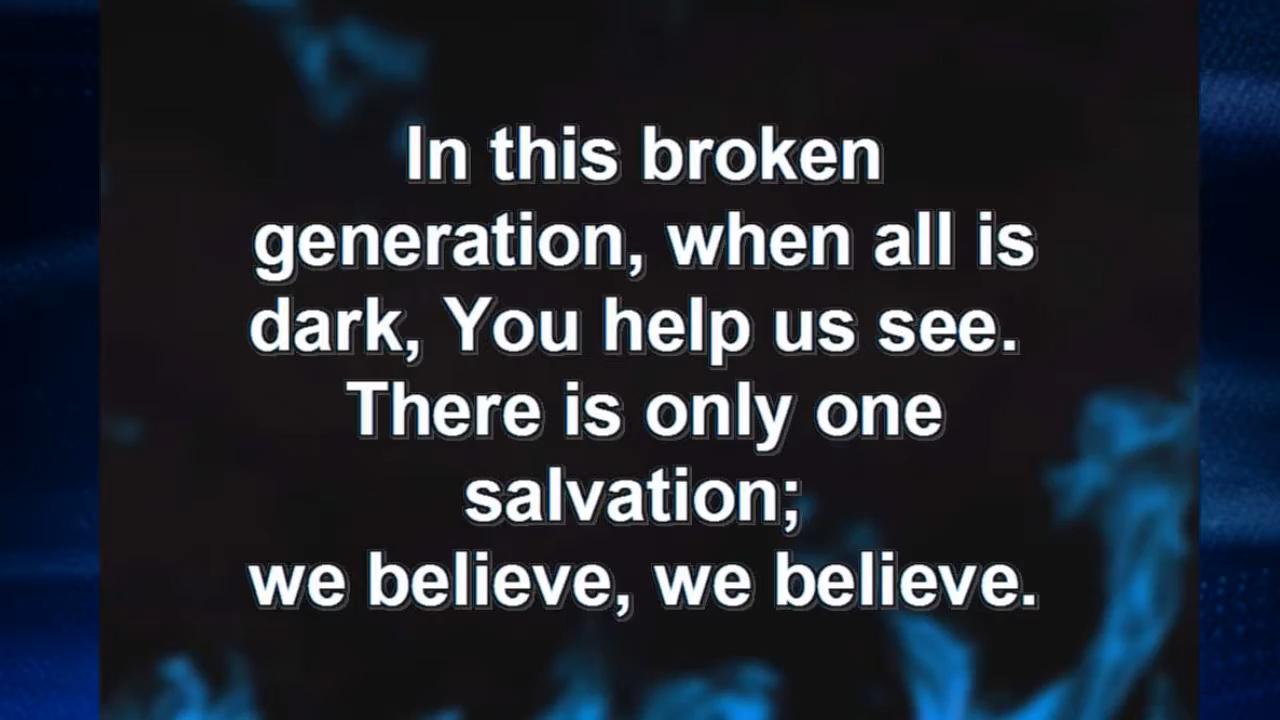 In this broken
generation, when all is
dark, You help us see.
There is only one
salvation;
we believe, we believe.